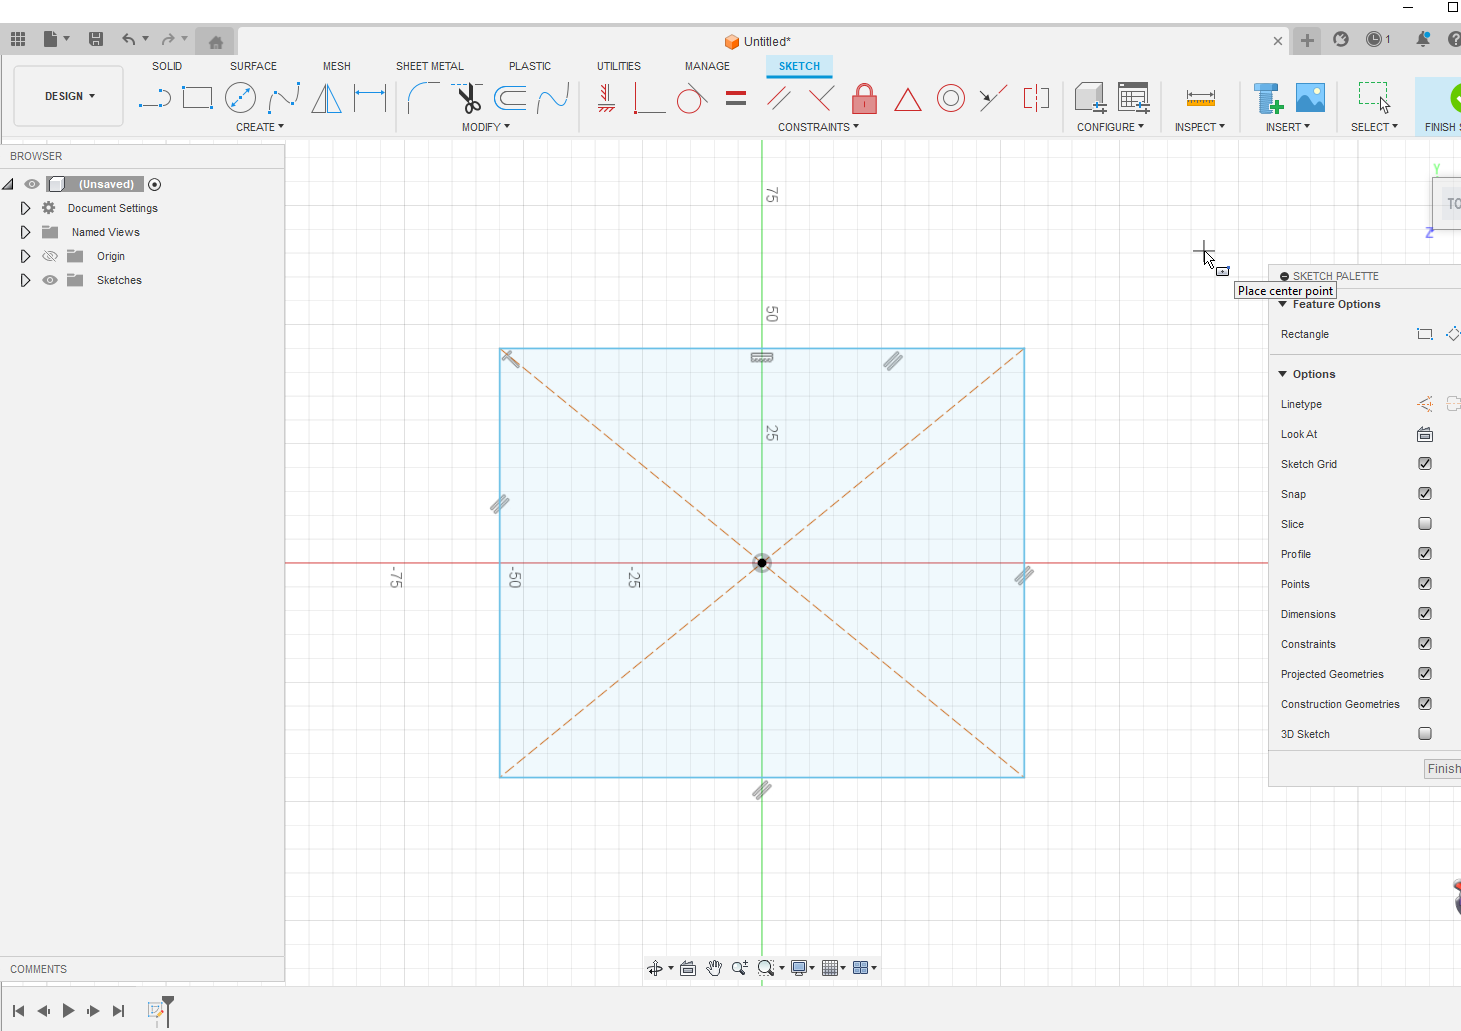 Untitled*
1
SOLID SURFACE MESH SHEET METAL PLASTIC UTILITIES MANAGE SKETCH
DESIGN
CREATE MODIFY CONSTRAINTS CONFIGURE INSPECT INSERT SELECT FINISH S
BROWSER
(Unsaved)
Document Settings
Named Views
Origin
Sketches
75
50
25
-75
-50
-25
Y
TO
Z
Place center point
SKETCH PALETTE
Feature Options
Rectangle
Options
Linetype
Look At
Sketch Grid
Snap
Slice
Profile
Points
Dimensions
Constraints
Projected Geometries
Construction Geometries
3D Sketch
Finish
COMMENTS